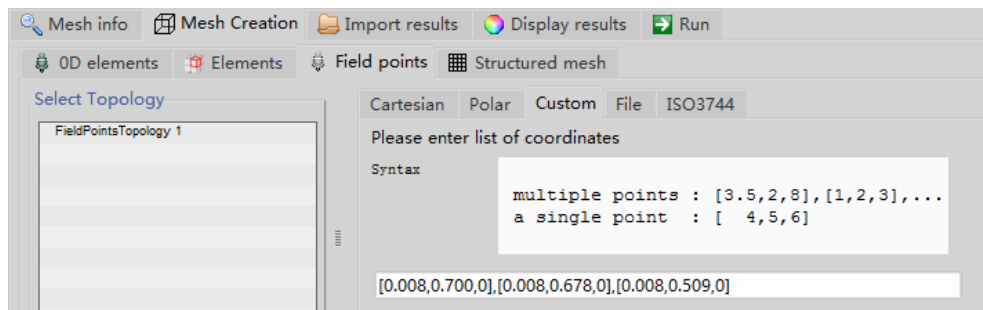 Mesh info Mesh Creation Import results Display results Run
0D elements Elements Field points Structured mesh
Select Topology
FieldPointsTopology 1
Cartesian Polar Custom File ISO3744
Please enter list of coordinates
Syntax
multiple points : [3.5,2,8],[1,2,3],...
a single point : [ 4,5,6]
[0.008,0.700,0],[0.008,0.678,0],[0.008,0.509,0]